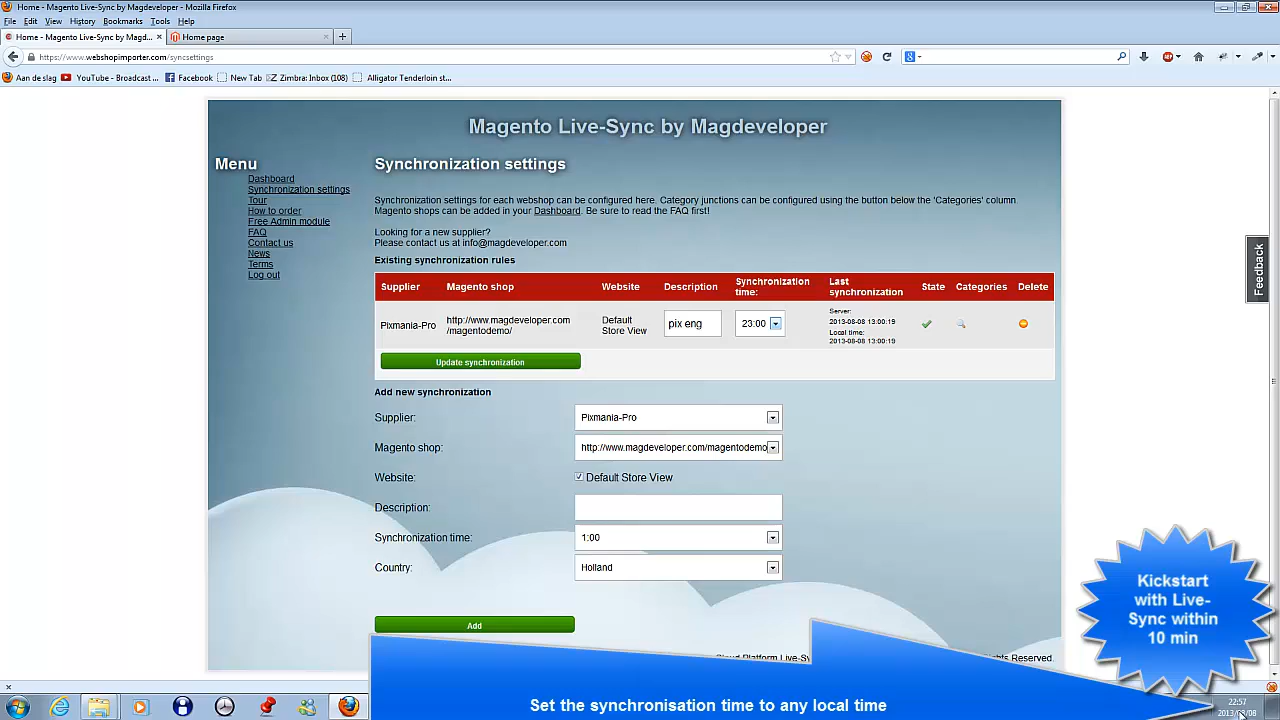 Home - Magento Live-Sync by Magdeveloper - Mozilla Firefox
File Edit View History Bookmarks Tools Help
Home - Magento Live-Sync by Magd... Home page
https://www.webshopimporter.com/syncsettings
Aan de slag YouTube - Broadcast ... Facebook New Tab Zimbra: Inbox (108) Alligator Tenderloin st...
Magento Live-Sync by Magdeveloper
Menu
Dashboard
Synchronization settings
Tour
How to order
Free Admin module
FAQ
Contact us
News
Terms
Log out
Synchronization settings
Synchronization settings for each webshop can be configured here. Category junctions can be configured using the button below the 'Categories' column
Magento shops can be added in your Dashboard. Be sure to read the FAQ first!
Looking for a new supplier?
Please contact us at info@magdeveloper.com
Existing synchronization rules
Supplier Magento shop Website Description Synchronization time: Last synchronization State Categories Delete
Pixmania-Pro http://www.magdeveloper.com/magentodemo/ Default Store View pix eng 23:00
Server:
2013-08-08 13:00:19
Local time:
2013-08-08 13:00:19
Update synchronization
Add new synchronization
Supplier: Pixmania-Pro
Magento shop: http://www.magdeveloper.com/magentodemo
Website: Default Store View
Description:
Synchronization time: 1:00
Country: Holland
Add
Cloud Platform Live-Sy
ights Reserved.
Feedback
Kickstart
with Live-
Sync within
10 min
Set the synchronisation time to any local time
22:57
2013/08/08